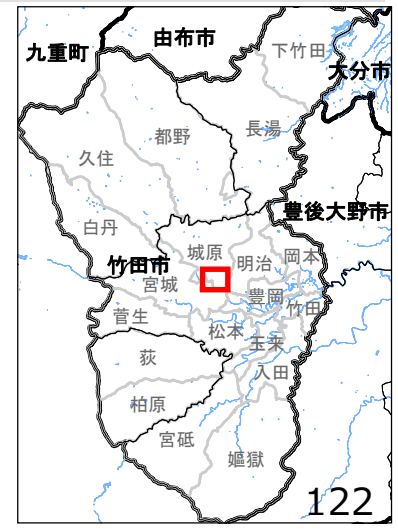 九重町
由布市
下竹田
大分市
都野
長湯
久住
白丹
豊後大野市
城原
岡本
明治
竹田市
宮城
豊岡
竹田
菅生
松本
玉来
荻
入田
柏原
宮砥
嫗獄
122